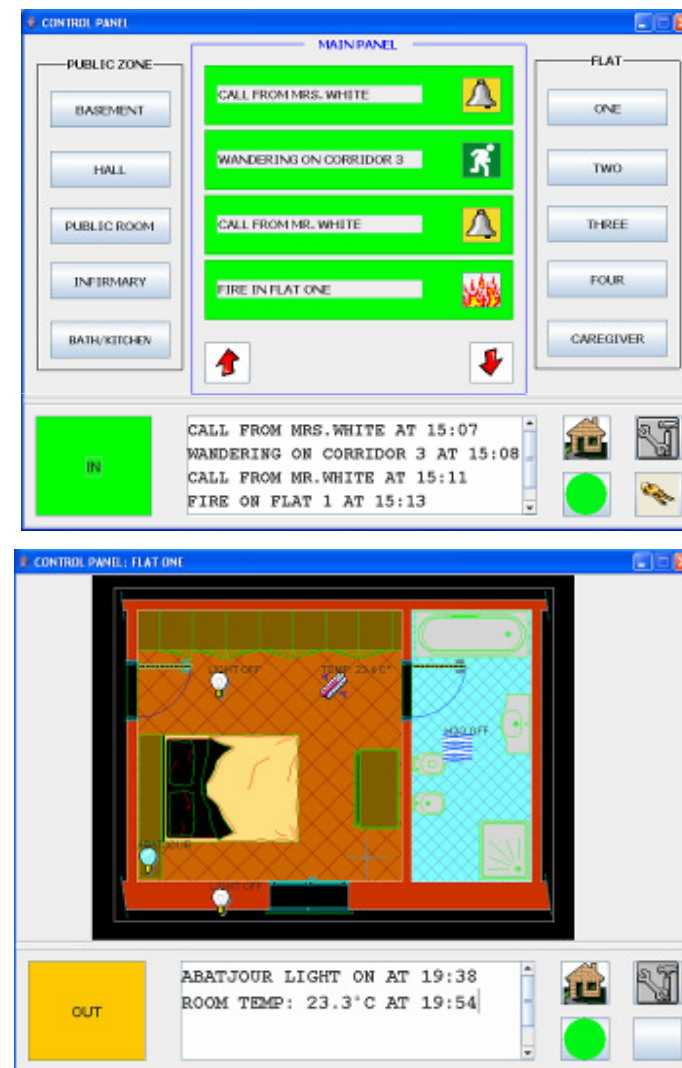 CONTROL PANEL
PUBLIC ZONE
BASEMENT
HALL
PUBLIC ROOM
INFIRMARY
BATH/KITCHEN
MAIN PANEL
CALL FROM MRS. WHITE
WANDERING ON CORRIDOR 3
CALL FROM MR. WHITE
FIRE IN FLAT ONE
FLAT
ONE
TWO
THREE
FOUR
CAREGIVER
IN
CALL FROM MRS.WHITE AT 15:07
WANDERING ON CORRIDOR 3 AT 15:08
CALL FROM MR.WHITE AT 15:11
FIRE ON FLAT 1 AT 15:13
CONTROL PANEL: FLAT ONE
LIGHT OFF
TEMP: 23.4 C°
H2O OFF
ABATJOUR
LIGHT OFF
OUT
ABATJOUR LIGHT ON AT 19:38
ROOM TEMP: 23.3°C AT 19:54